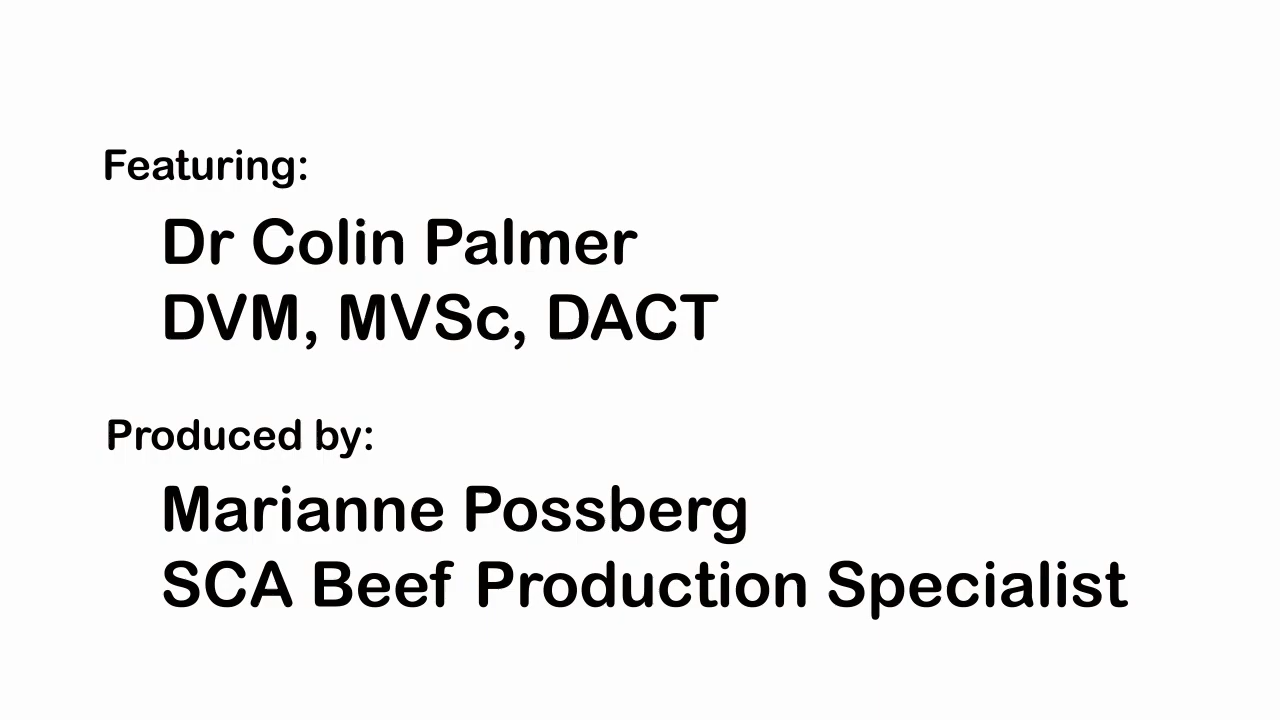 Featuring:
Dr Colin Palmer
DVM, MVSc, DACT
Produced by:
Marianne Possberg
SCA Beef Production Specialist